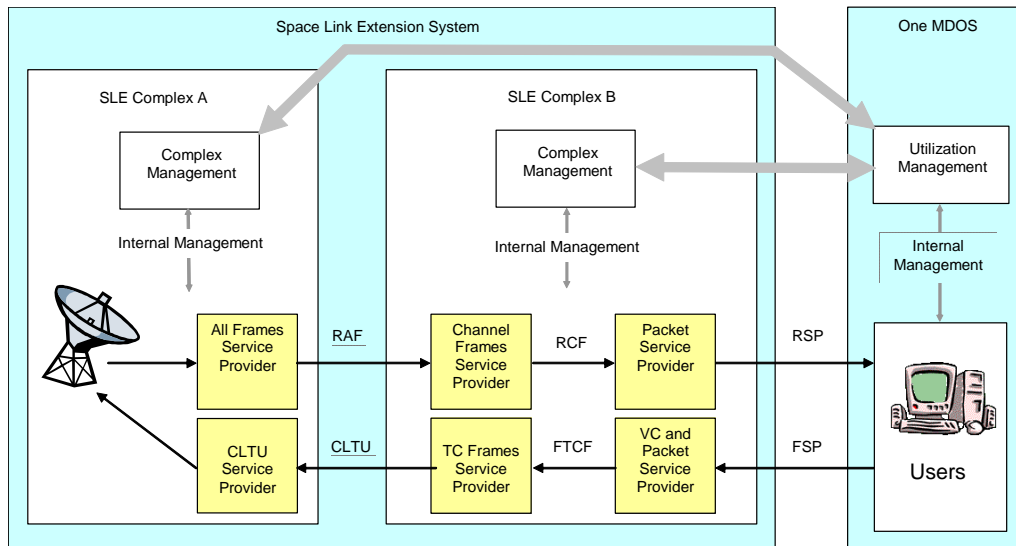 Space Link Extension System
One MDOS
SLE Complex A
SLE Complex B
Complex
Management
Complex
Management
Utilization
Management
Internal Management
Internal Management
Internal
Management
All Frames
Service
Provider
RAF
Channel
Frames
Service
Provider
RCF
Packet
Service
Provider
RSP
CLTU
Service
Provider
CLTU
TC Frames
Service
Provider
FTCF
VC and
Packet
Service
Provider
FSP
Users